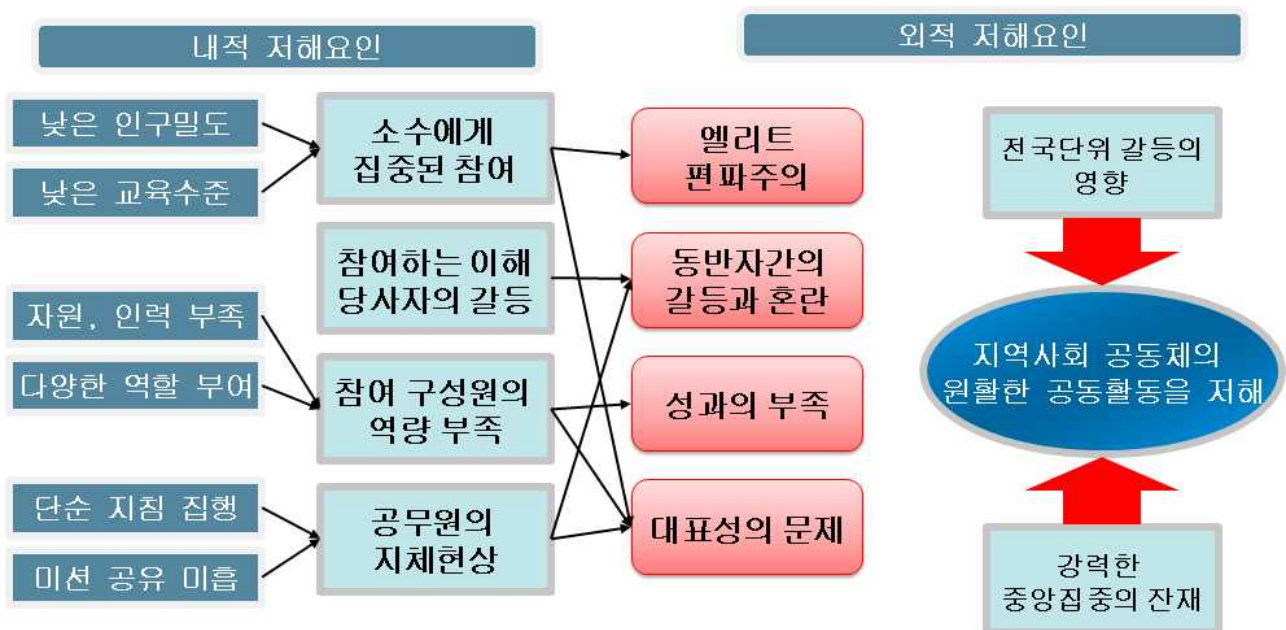 내적 저해요인
낮은 인구밀도
낮은 교육수준
자원, 인력 부족
다양한 역할 부여
단순 지침 집행
미션 공유 미흡
소수에게
집중된 참여
참여하는 이해
당사자의 갈등
참여 구성원의
역량 부족
공무원의
지체현상
엘리트
편파주의
동반자간의
갈등과 혼란
성과의 부족
대표성의 문제
외적 저해요인
전국단위 갈등의
영향
지역사회 공동체의
원활한 공동활동을 저해
강력한
중앙집중의 잔재